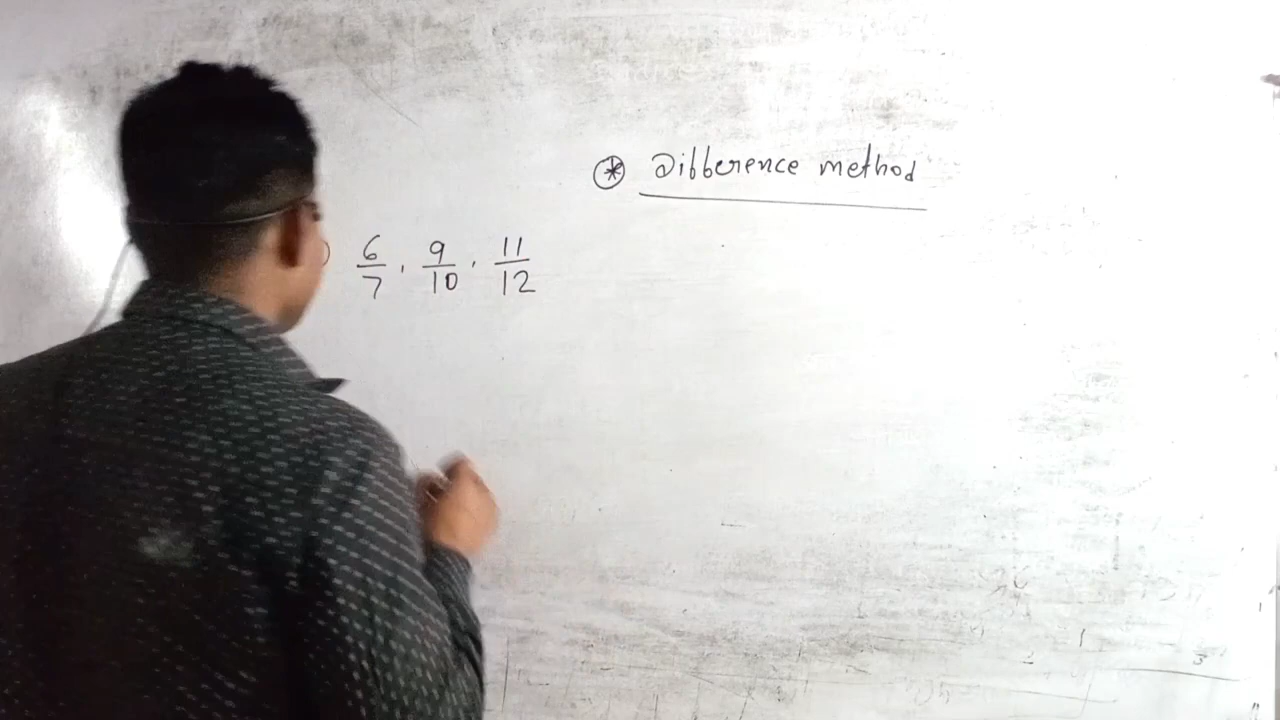 ⊛ Difference method
) 6/7, 9/10, 11/12